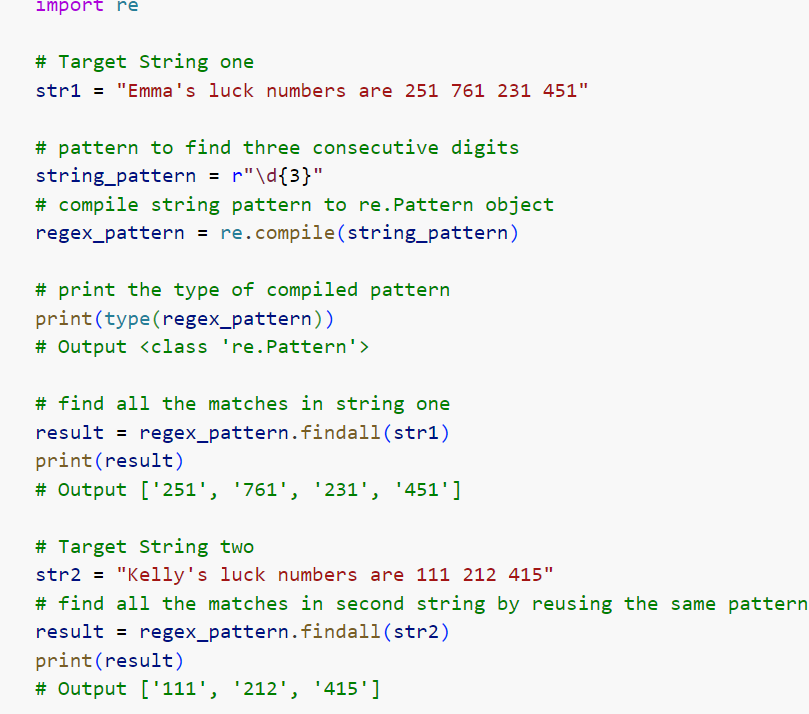 import re
# Target String one
str1 = "Emma's luck numbers are 251 761 231 451"
# pattern to find three consecutive digits
string_pattern = r"\d{3}"
# compile string pattern to re.Pattern object
regex_pattern = re.compile(string_pattern)
# print the type of compiled pattern
print(type(regex_pattern))
# Output <class 're.Pattern'>
# find all the matches in string one
result = regex_pattern.findall(str1)
print(result)
# Output ['251', '761', '231', '451']
# Target String two
str2 = "Kelly's luck numbers are 111 212 415"
# find all the matches in second string by reusing the same pattern
result = regex_pattern.findall(str2)
print(result)
# Output ['111', '212', '415']